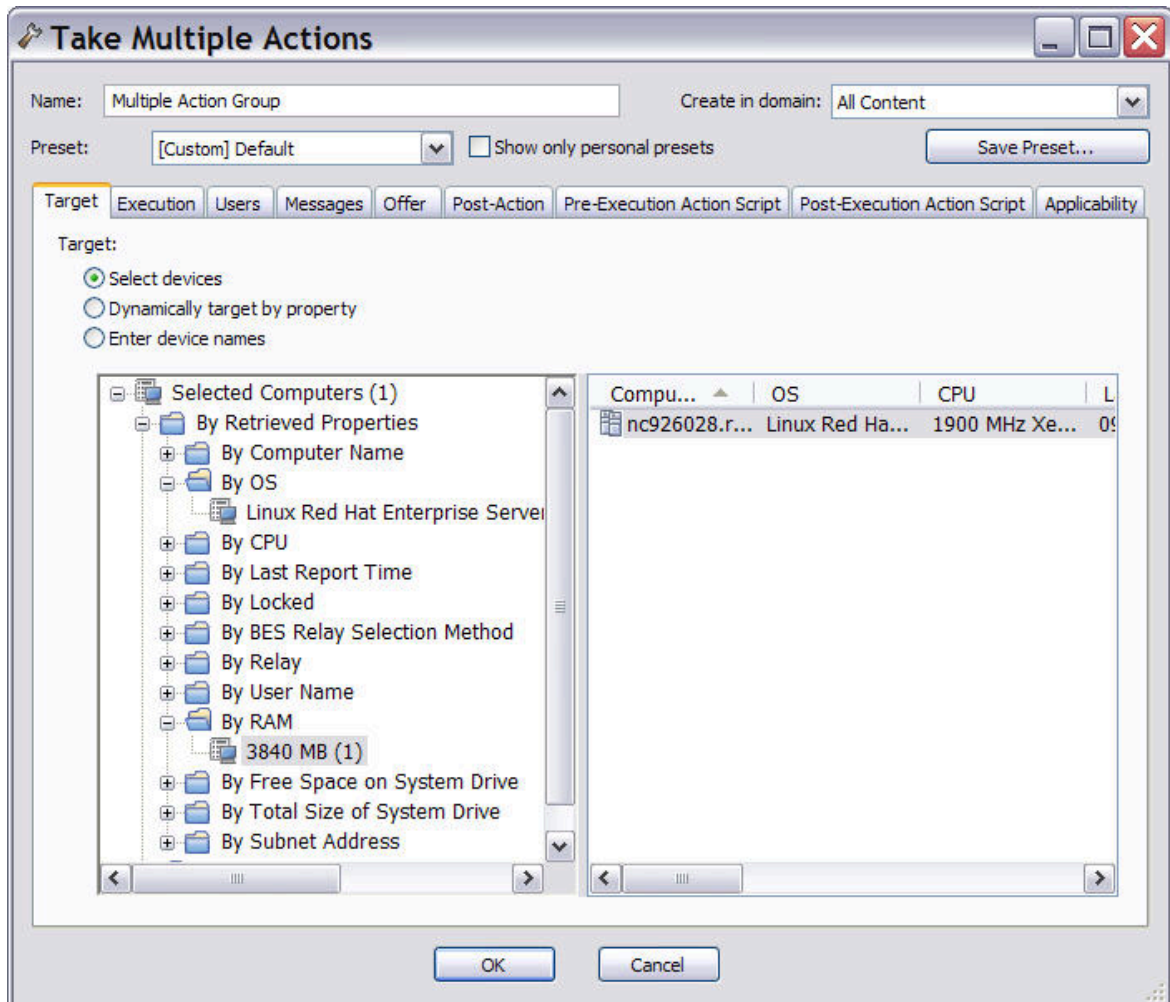 Take Multiple Actions
Name: Multiple Action Group Create in domain: All Content
Preset: [Custom] Default Show only personal presets Save Preset...
Target Execution Users Messages Offer Post-Action Pre-Execution Action Script Post-Execution Action Script Applicability
Target:
Select devices
Dynamically target by property
Enter device names
Selected Computers (1)
By Retrieved Properties
By Computer Name
By OS
Linux Red Hat Enterprise Server
By CPU
By Last Report Time
By Locked
By BES Relay Selection Method
By Relay
By User Name
By RAM
3840 MB (1)
By Free Space on System Drive
By Total Size of System Drive
By Subnet Address
Compu... OS CPU L
nc926028.r... Linux Red Ha... 1900 MHz Xe... 09
OK Cancel